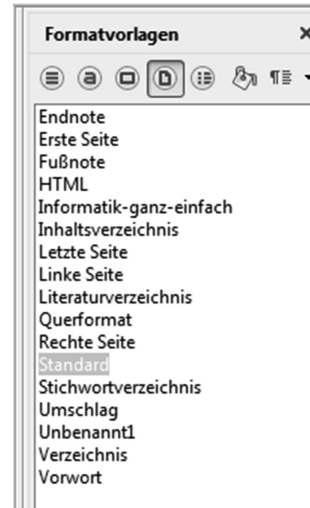 Formatvorlagen
Endnote
Erste Seite
Fußnote
HTML
Informatik-ganz-einfach
Inhaltsverzeichnis
Letzte Seite
Linke Seite
Literaturverzeichnis
Querformat
Rechte Seite
Standard
Stichwortverzeichnis
Umschlag
Unbenannt1
Verzeichnis
Vorwort